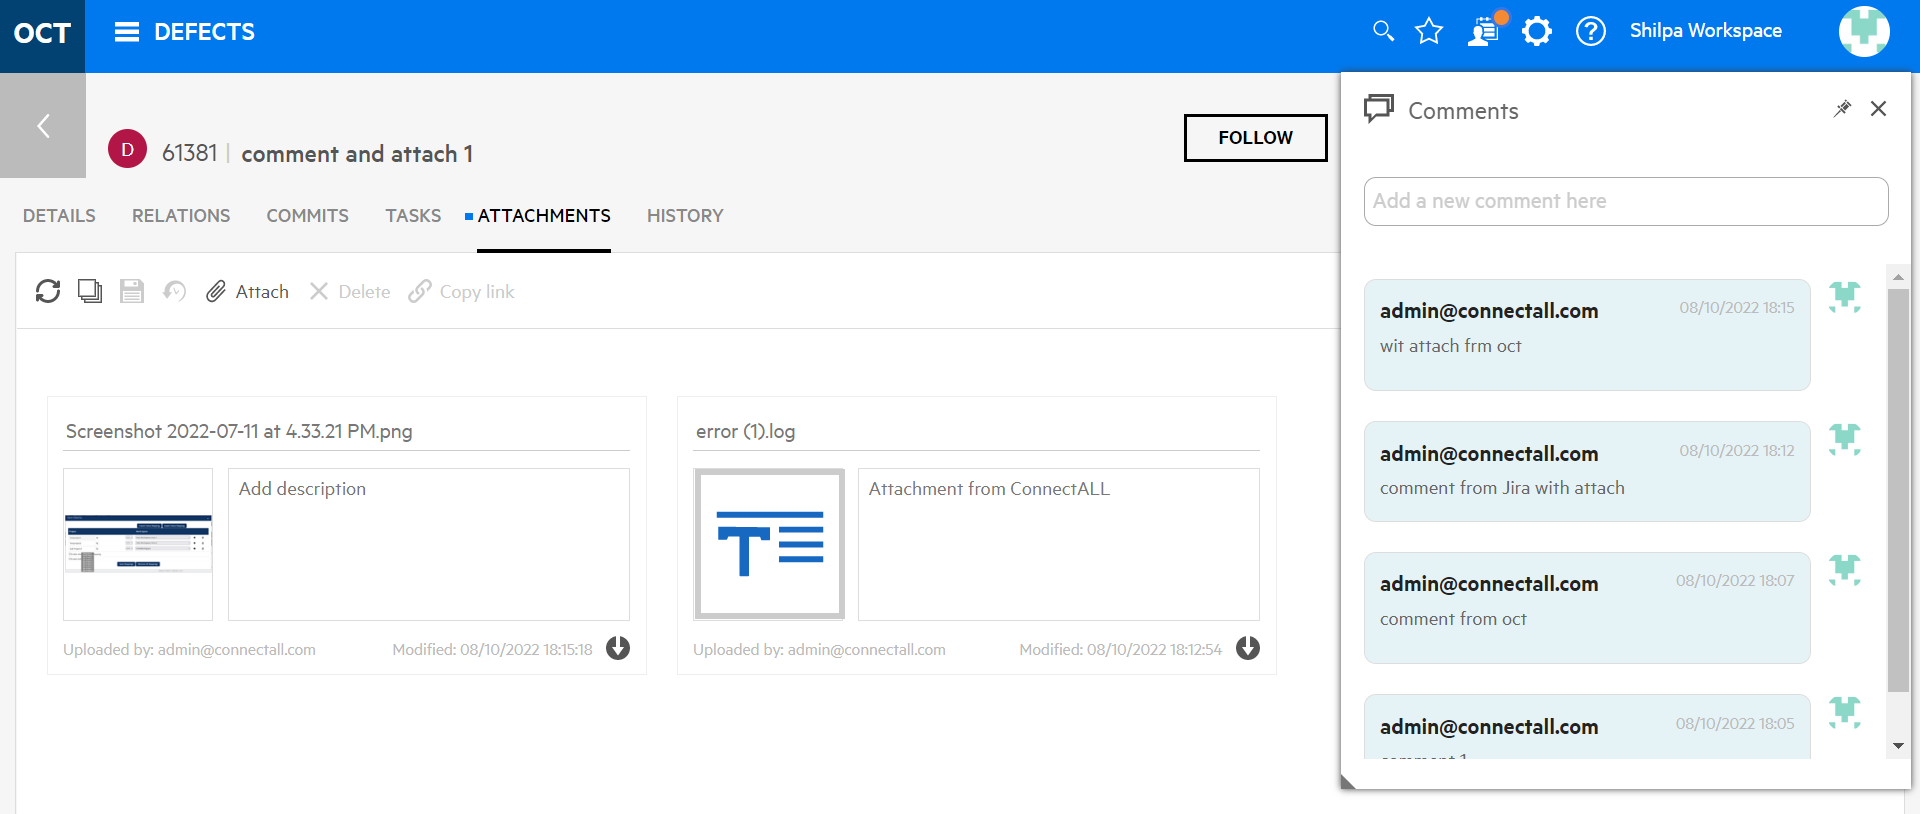 OCT
DEFECTS
Shilpa Workspace
D
61381 | comment and attach 1
FOLLOW
DETAILS RELATIONS COMMITS TASKS ATTACHMENTS HISTORY
Attach Delete Copy link
Screenshot 2022-07-11 at 4.33.21 PM.png
Add description
Uploaded by: admin@connectall.com Modified: 08/10/2022 18:15:18
error (1).log
Attachment from ConnectALL
Uploaded by: admin@connectall.com Modified: 08/10/2022 18:12:54
Comments
Add a new comment here
admin@connectall.com 08/10/2022 18:15
wit attach frm oct
admin@connectall.com 08/10/2022 18:12
comment from Jira with attach
admin@connectall.com 08/10/2022 18:07
comment from oct
admin@connectall.com 08/10/2022 18:05
comment 1